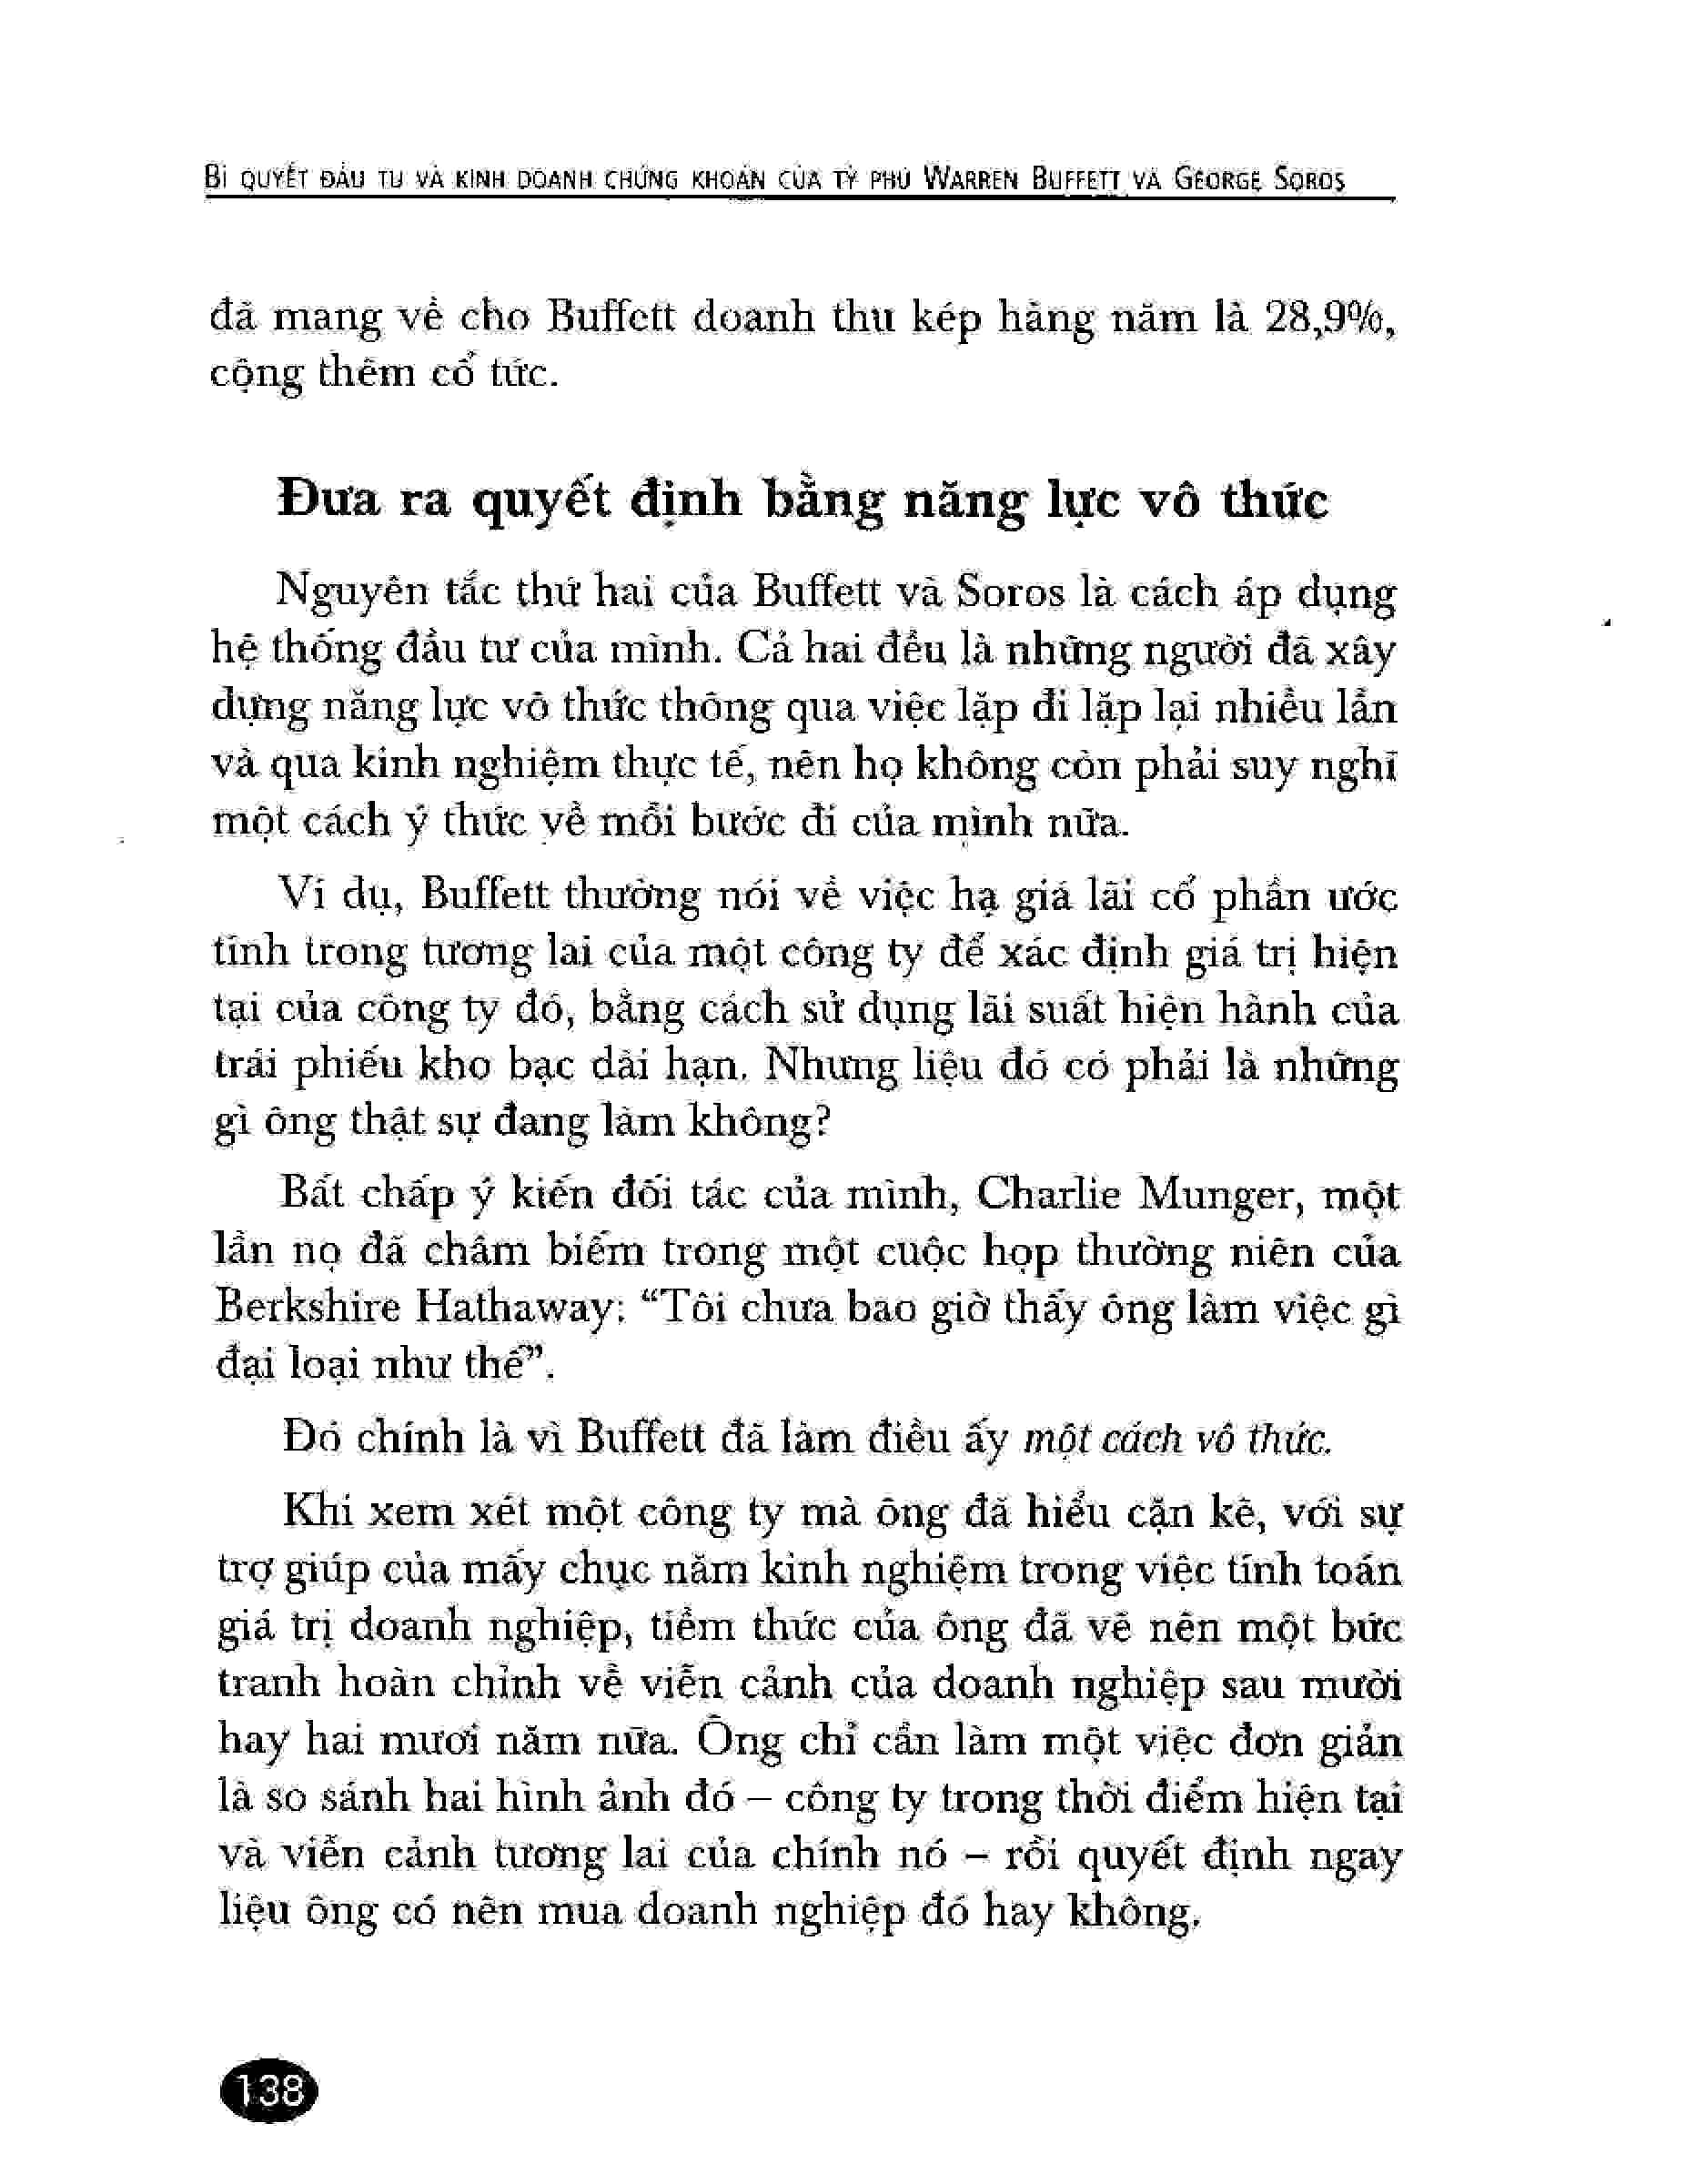 BÍ QUYẾT ĐẦU TƯ VÀ KINH DOANH CHỨNG KHOÁN CỦA TỶ PHÚ WARREN BUFFETT VÀ GEORGE SOROS
đã mang về cho Buffett doanh thu kép hằng năm là 28,9%,
cộng thêm cổ tức.
Đưa ra quyết định bằng năng lực vô thức
Nguyên tắc thứ hai của Buffett và Soros là cách áp dụng
hệ thống đầu tư của mình. Cả hai đều là những người đã xây
dựng năng lực vô thức thông qua việc lặp đi lặp lại nhiều lần
và qua kinh nghiệm thực tế, nên họ không còn phải suy nghĩ
một cách ý thức về mỗi bước đi của mình nữa.
Ví dụ, Buffett thường nói về việc hạ giá lãi cổ phần ước
tính trong tương lai của một công ty để xác định giá trị hiện
tại của công ty đó, bằng cách sử dụng lãi suất hiện hành của
trái phiếu kho bạc dài hạn. Nhưng liệu đó có phải là những
gì ông thật sự đang làm không?
Bất chấp ý kiến đối tác của mình, Charlie Munger, một
lần nọ đã châm biếm trong một cuộc họp thường niên của
Berkshire Hathaway: “Tôi chưa bao giờ thấy ông làm việc gì
đại loại như thế”.
Đó chính là vì Buffett đã làm điều ấy một cách vô thức.
Khi xem xét một công ty mà ông đã hiểu cặn kẽ, với sự
trợ giúp của mấy chục năm kinh nghiệm trong việc tính toán
giá trị doanh nghiệp, tiềm thức của ông đã vẽ nên một bức
tranh hoàn chỉnh về viễn cảnh của doanh nghiệp sau mười
hay hai mươi năm nữa. Ông chỉ cần làm một việc đơn giản
là so sánh hai hình ảnh đó – công ty trong thời điểm hiện tại
và viễn cảnh tương lai của chính nó – rồi quyết định ngay
liệu ông có nên mua doanh nghiệp đó hay không.
138